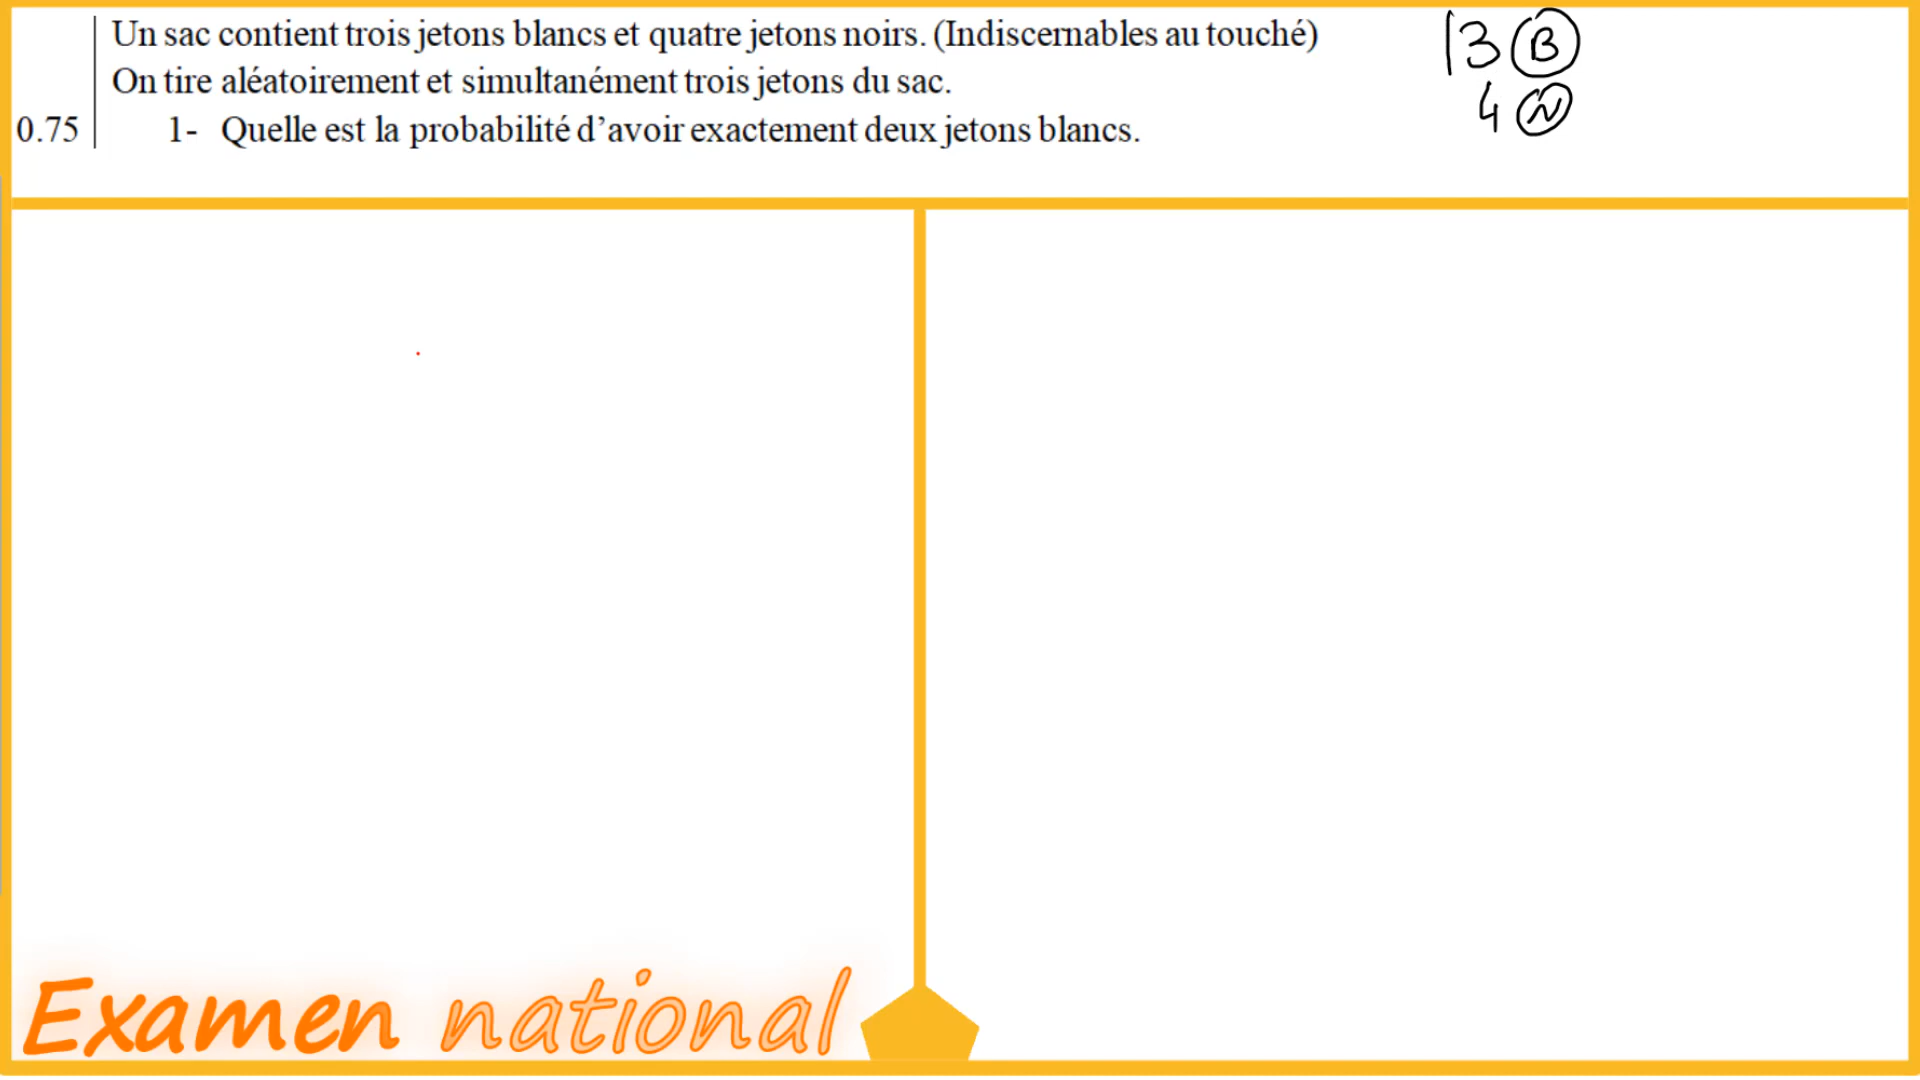 Un sac contient trois jetons blancs et quatre jetons noirs. (Indiscernables au touché)
On tire aléatoirement et simultanément trois jetons du sac.
0.75 1- Quelle est la probabilité d’avoir exactement deux jetons blancs.
3 B
4 N
Examen national